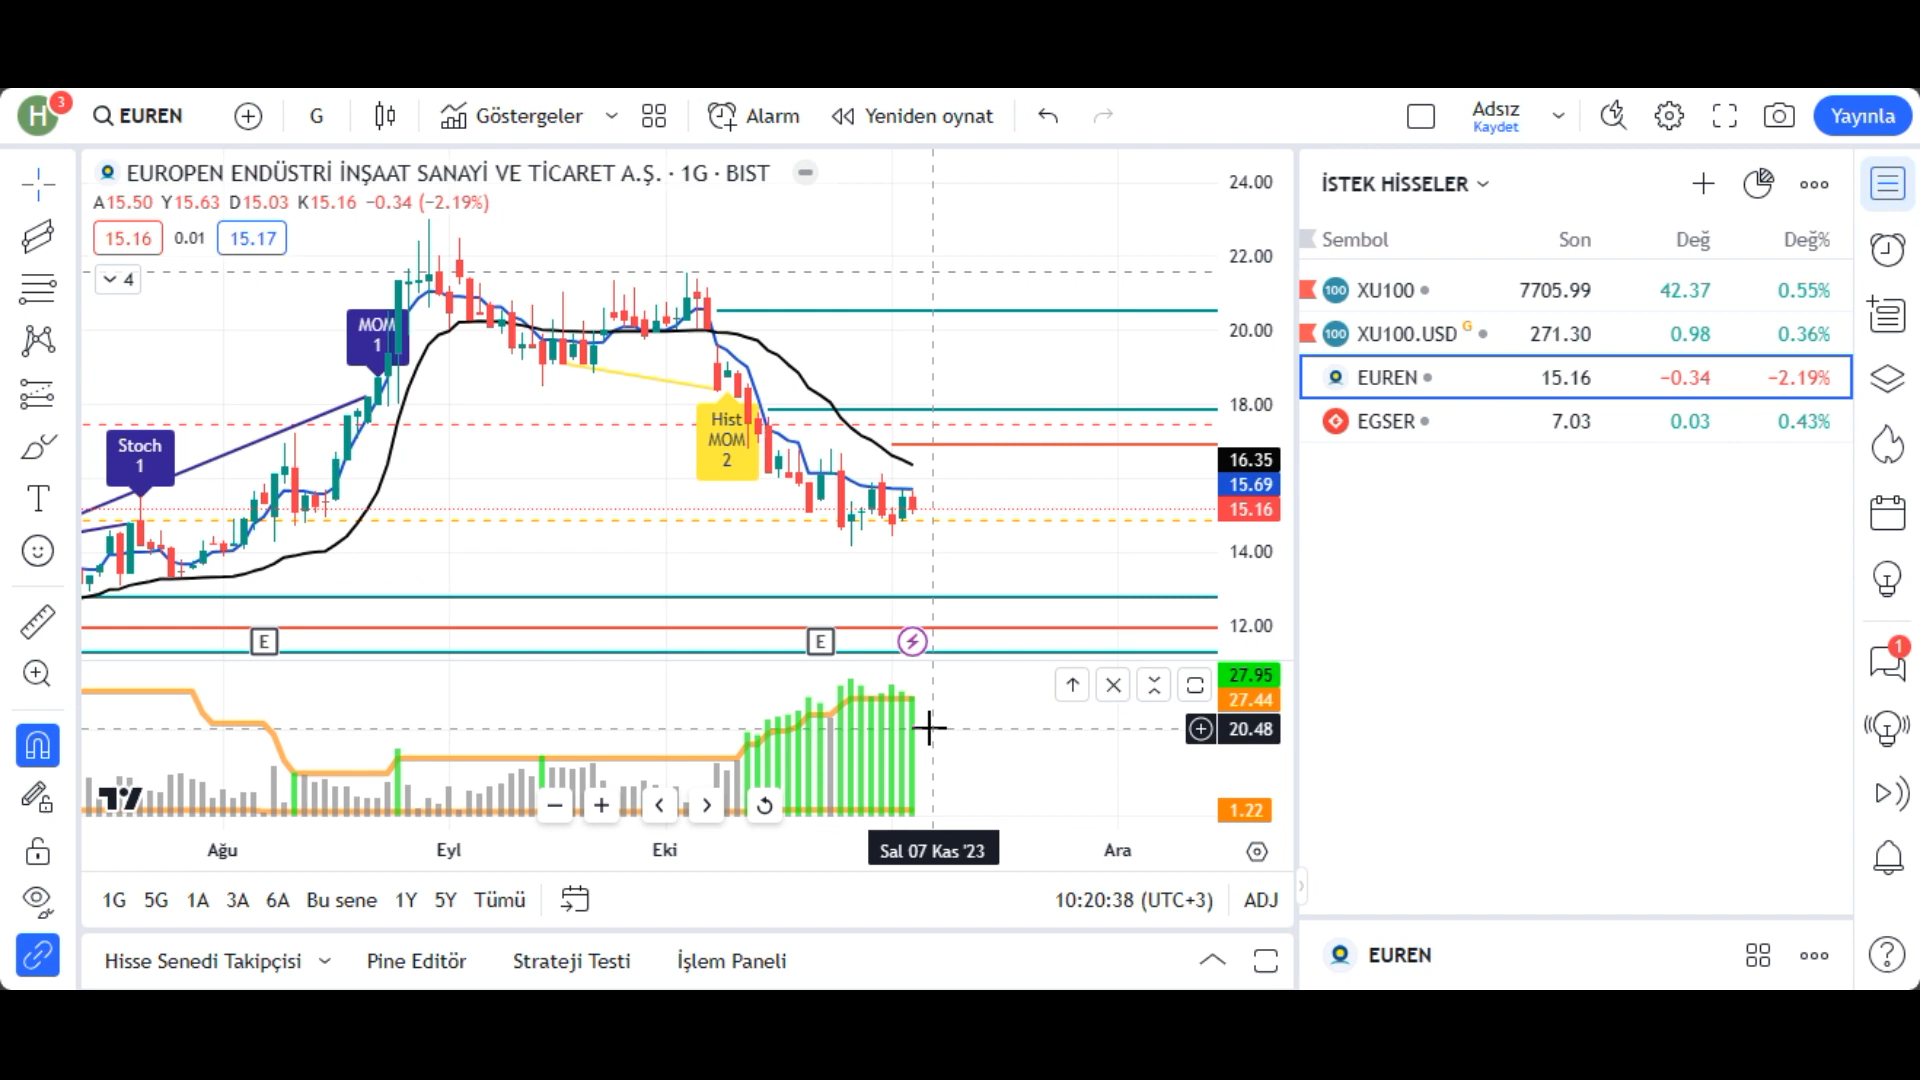 H 3 EUREN G Göstergeler Alarm Yeniden oynat Adsız Kaydet Yayınla
EUROPEN ENDÜSTRİ İNŞAAT SANAYİ VE TİCARET A.Ş. · 1G · BIST
A15.50 Y15.63 D15.03 K15.16 −0.34 (−2.19%)
15.16 0.01 15.17
4
24.00
22.00
20.00
18.00
16.35
15.69
15.16
14.00
12.00
MOM
1
Stoch
1
Hist
MOM
2
E E
27.95
27.44
20.48
1.22
Ağu Eyl Eki Sal 07 Kas '23 Ara
1G 5G 1A 3A 6A Bu sene 1Y 5Y Tümü 10:20:38 (UTC+3) ADJ
Hisse Senedi Takipçisi Pine Editör Strateji Testi İşlem Paneli
İSTEK HİSSELER
Sembol Son Değ Değ%
100 XU100 7705.99 42.37 0.55%
100 XU100.USD G 271.30 0.98 0.36%
EUREN 15.16 −0.34 −2.19%
EGSER 7.03 0.03 0.43%
1
EUREN